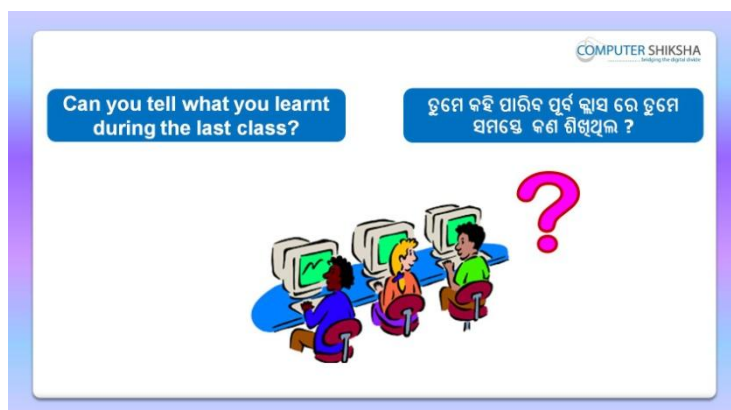 COMPUTER SHIKSHA
bridging the digital divide
Can you tell what you learnt
during the last class?
ତୁମେ କହି ପାରିବ ପୂର୍ବ କ୍ଲାସ ରେ ତୁମେ
ସମସ୍ତେ କଣ ଶିଖିଥିଲ ?